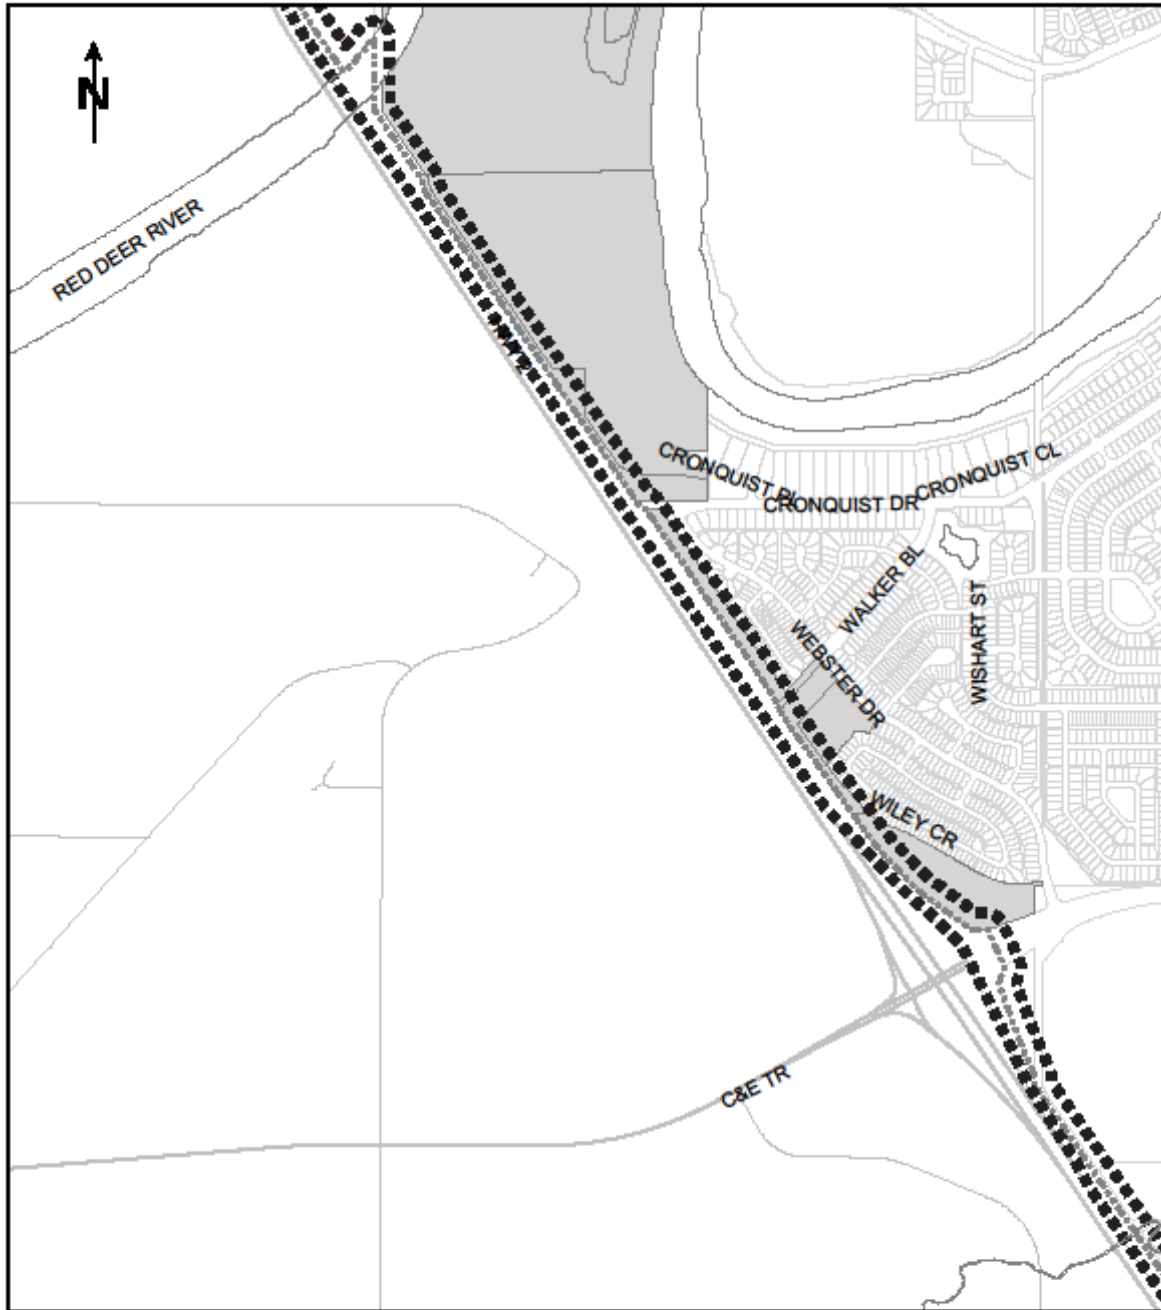 N
RED DEER RIVER
HWY 2
CRONQUIST PL
CRONQUIST CL
CRONQUIST DR
WALKER BL
WEBSTER DR
WISHART ST
WILEY CR
C&E TR